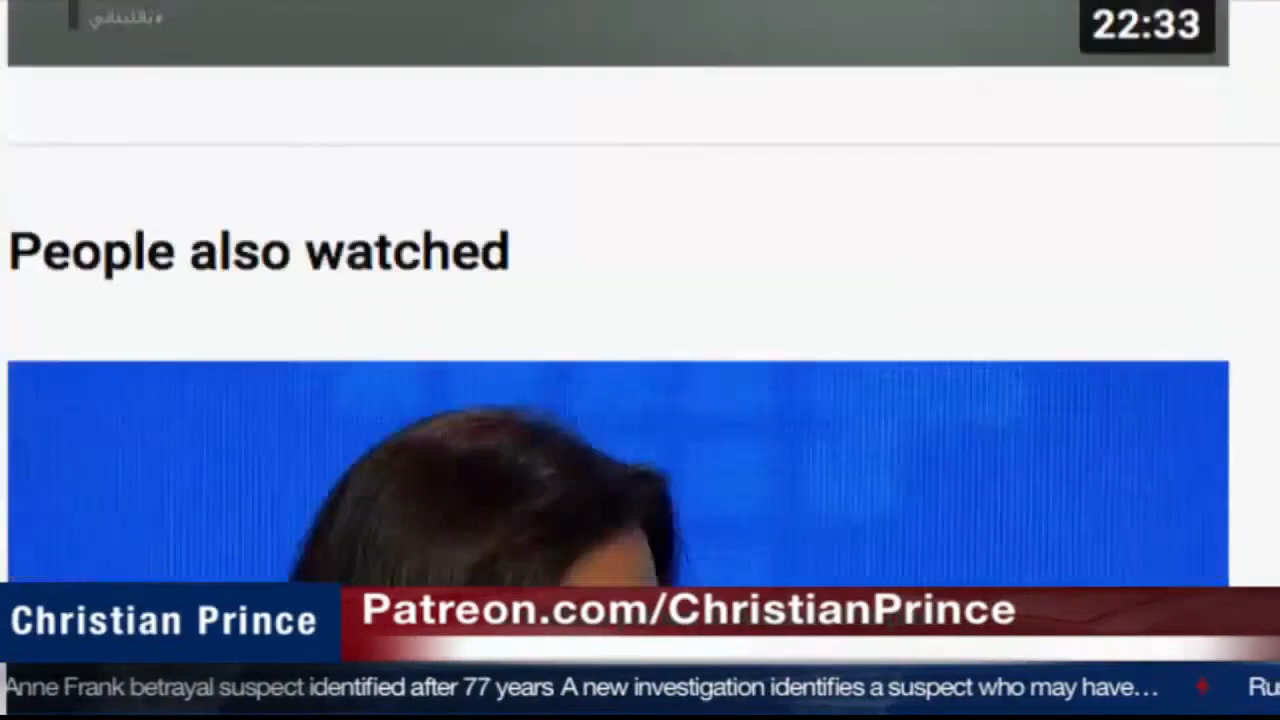 22:33
People also watched
Christian Prince
Patreon.com/ChristianPrince
Anne Frank betrayal suspect identified after 77 years A new investigation identifies a suspect who may have…
Ru